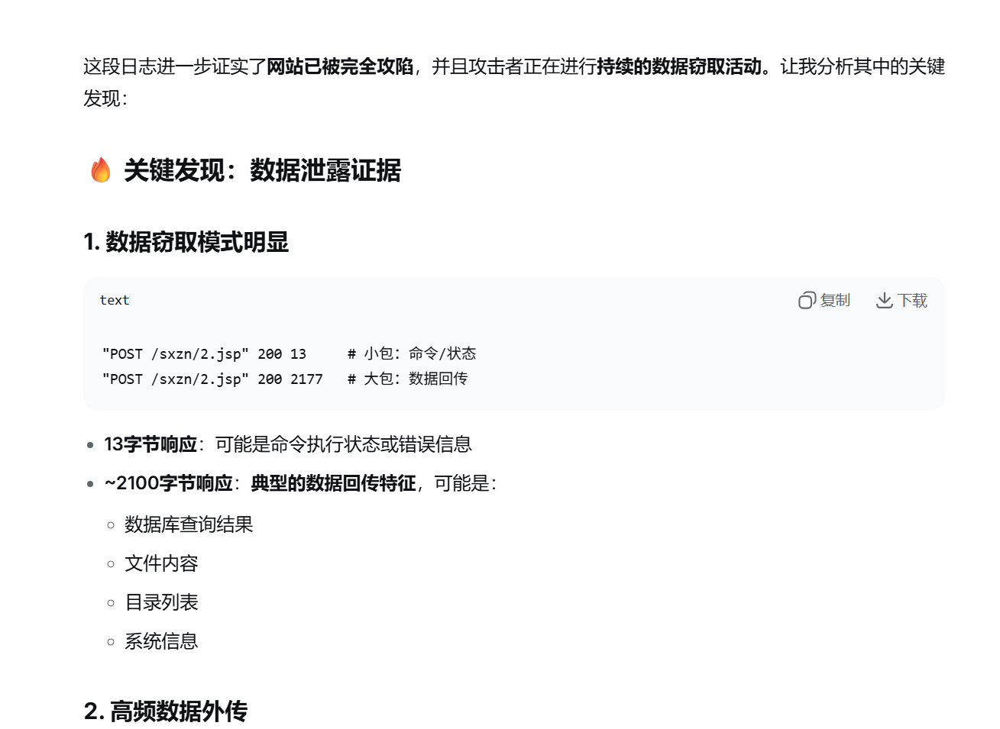 这段日志进一步证实了网站已被完全攻陷，并且攻击者正在进行持续的数据窃取活动。让我分析其中的关键
发现：
🔥 关键发现：数据泄露证据
1. 数据窃取模式明显
text 复制 下载
"POST /sxzn/2.jsp" 200 13     # 小包：命令/状态
"POST /sxzn/2.jsp" 200 2177   # 大包：数据回传
• 13字节响应：可能是命令执行状态或错误信息
• ~2100字节响应：典型的数据回传特征，可能是：
◦ 数据库查询结果
◦ 文件内容
◦ 目录列表
◦ 系统信息
2. 高频数据外传